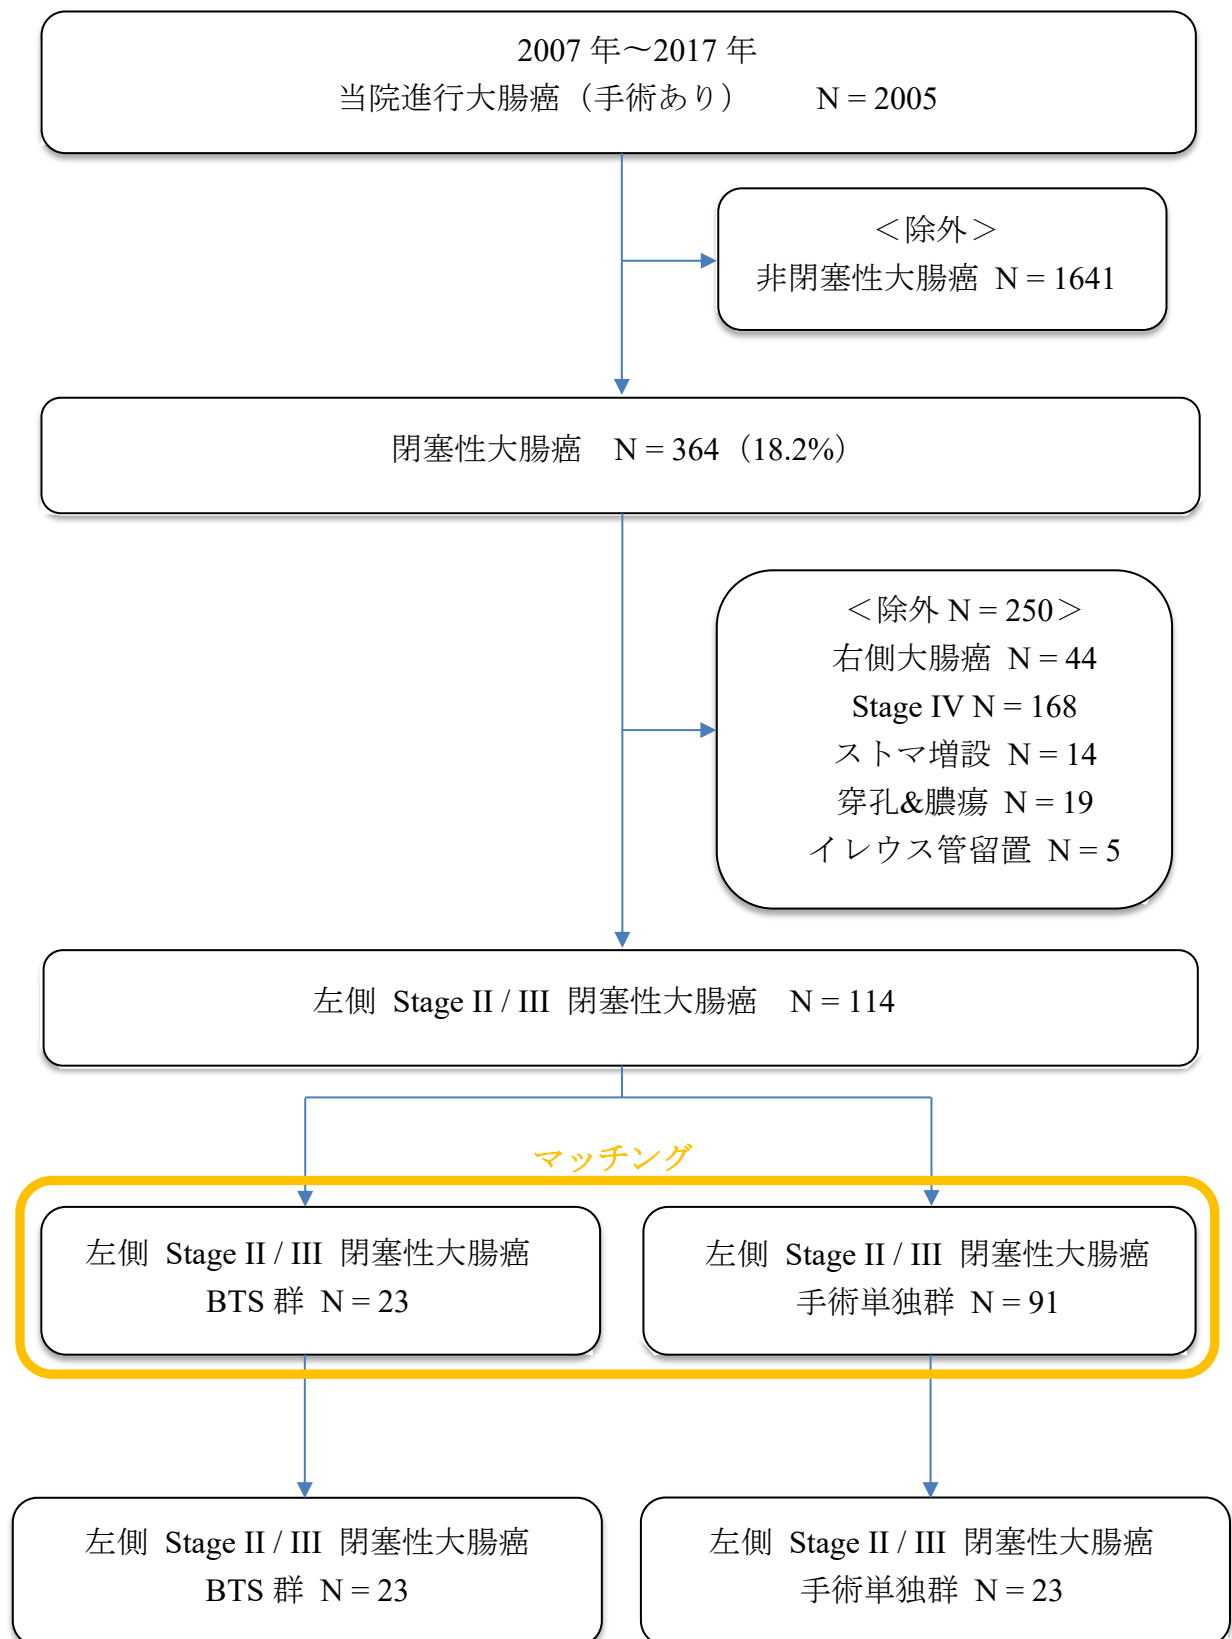 2007 年～2017 年
当院進行大腸癌（手術あり） N = 2005
＜除外＞
非閉塞性大腸癌 N = 1641
閉塞性大腸癌 N = 364（18.2%）
＜除外 N = 250＞
右側大腸癌 N = 44
Stage IV N = 168
ストマ増設 N = 14
穿孔&膿瘍 N = 19
イレウス管留置 N = 5
左側 Stage II / III 閉塞性大腸癌 N = 114
マッチング
左側 Stage II / III 閉塞性大腸癌
BTS 群 N = 23
左側 Stage II / III 閉塞性大腸癌
手術単独群 N = 91
左側 Stage II / III 閉塞性大腸癌
BTS 群 N = 23
左側 Stage II / III 閉塞性大腸癌
手術単独群 N = 23